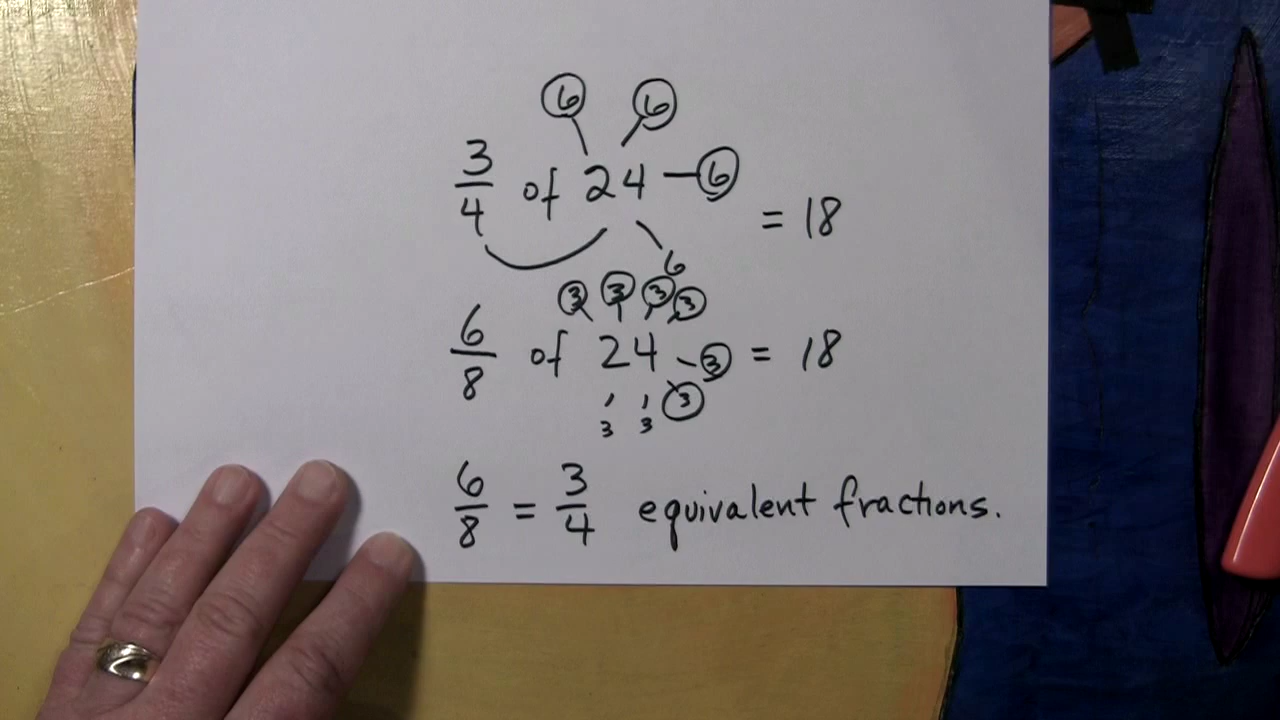 6 6
3/4 of 24 6 = 18
6
3 3 3 3
6/8 of 24 3 = 18
3 3 3
6/8 = 3/4 equivalent fractions.